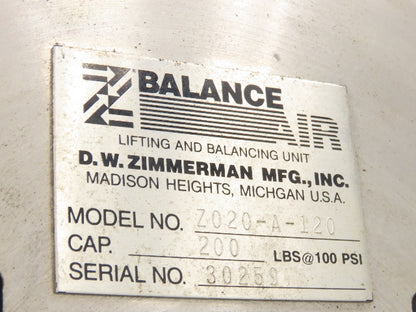 BALANCE
AIR
LIFTING AND BALANCING UNIT
D.W. ZIMMERMAN MFG., INC.
MADISON HEIGHTS, MICHGAN U.S.A.
MODEL NO. Z020-A-120
CAP. 200 LBS@100 PSI
SERIAL NO. 30259